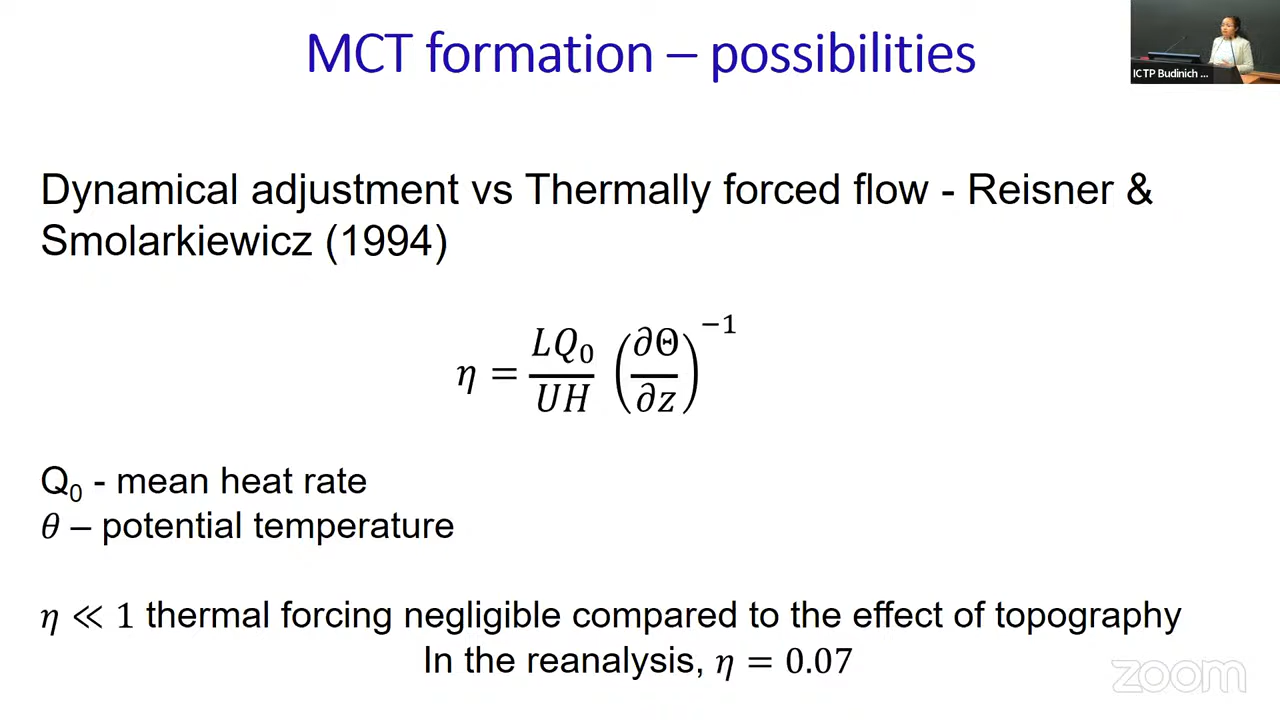 MCT formation – possibilities
ICTP Budinich ...
Dynamical adjustment vs Thermally forced flow - Reisner &
Smolarkiewicz (1994)
η = LQ₀/UH (∂Θ/∂z)⁻¹
Q₀ - mean heat rate
θ – potential temperature
η ≪ 1 thermal forcing negligible compared to the effect of topography
In the reanalysis, η = 0.07
zoom